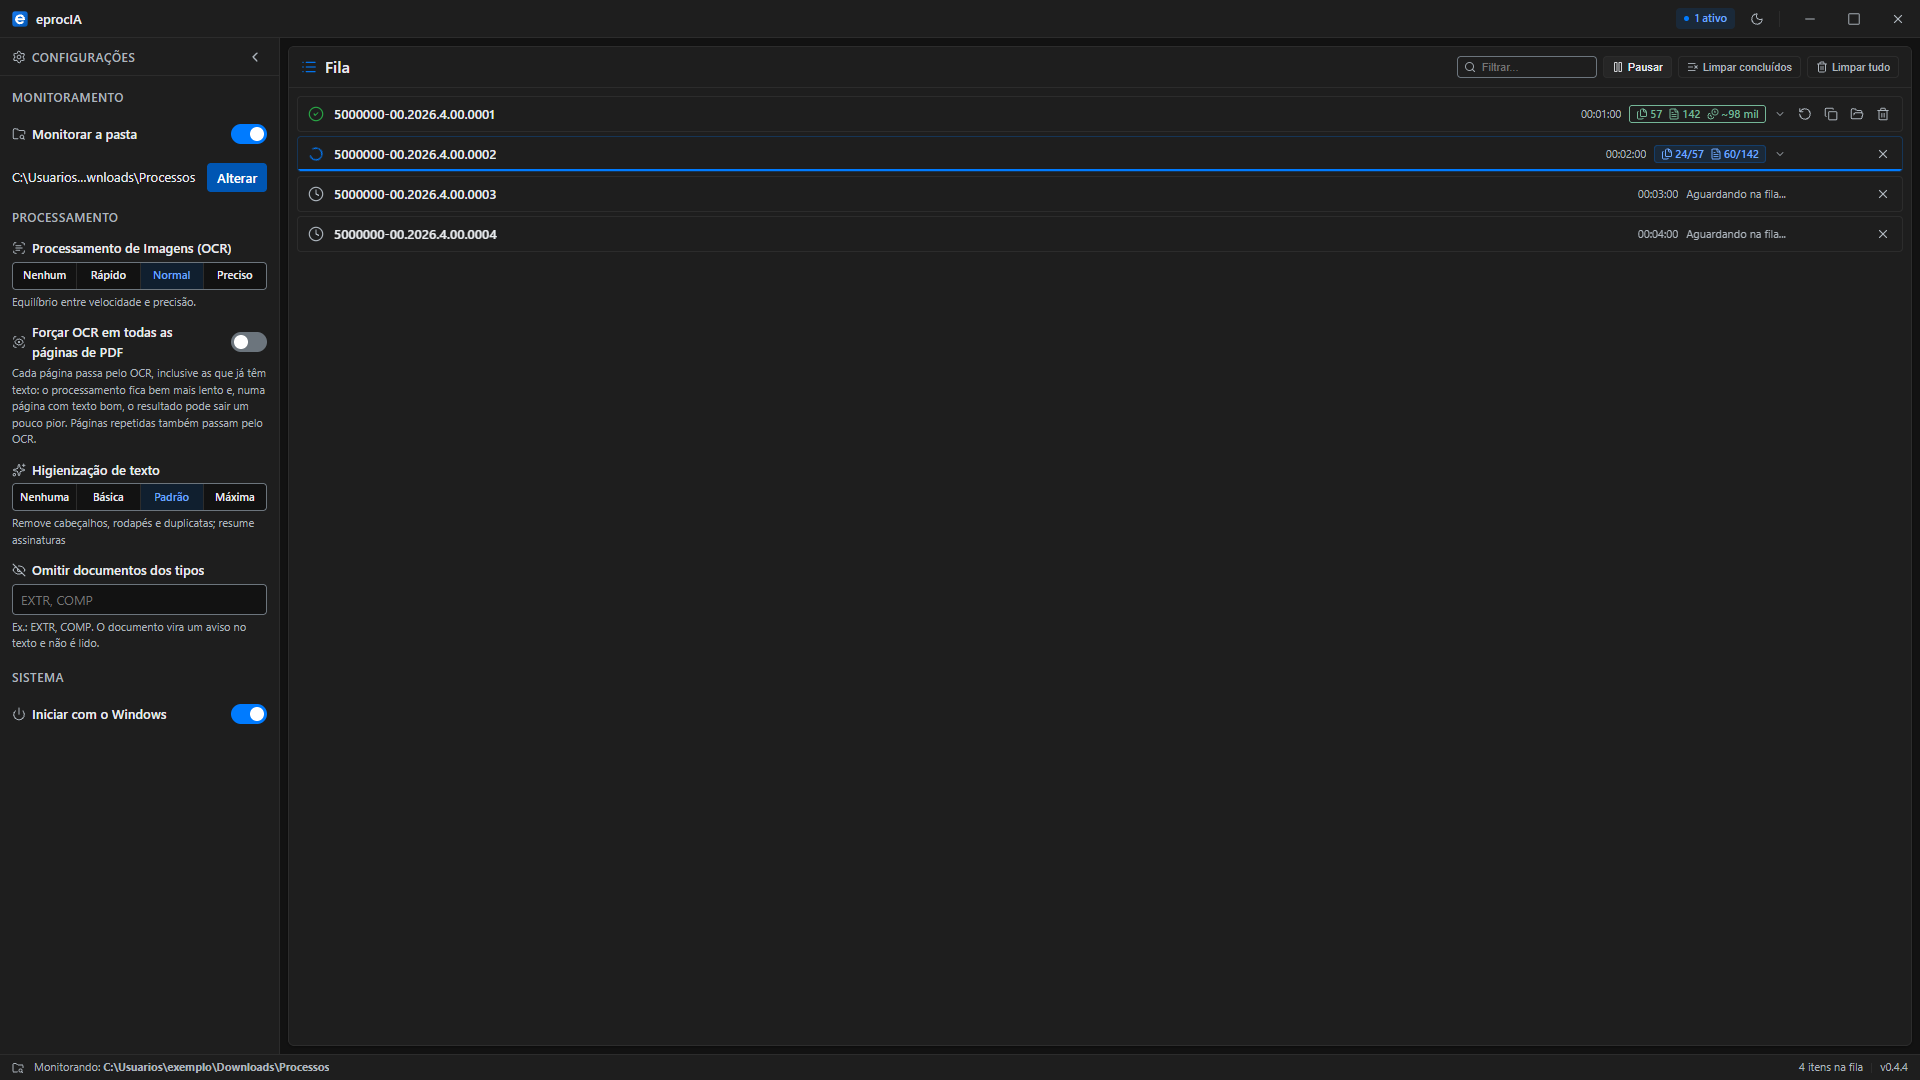 eprocIA
1 ativo
CONFIGURAÇÕES
MONITORAMENTO
Monitorar a pasta
C:\Usuarios...wnloads\Processos
Alterar
PROCESSAMENTO
Processamento de Imagens (OCR)
Nenhum Rápido Normal Preciso
Equilíbrio entre velocidade e precisão.
Forçar OCR em todas as
páginas de PDF
Cada página passa pelo OCR, inclusive as que já têm
texto: o processamento fica bem mais lento e, numa
página com texto bom, o resultado pode sair um
pouco pior. Páginas repetidas também passam pelo
OCR.
Higienização de texto
Nenhuma Básica Padrão Máxima
Remove cabeçalhos, rodapés e duplicatas; resume
assinaturas
Omitir documentos dos tipos
EXTR, COMP
Ex.: EXTR, COMP. O documento vira um aviso no
texto e não é lido.
SISTEMA
Iniciar com o Windows
Fila
Filtrar...
Pausar
Limpar concluídos
Limpar tudo
5000000-00.2026.4.00.0001 00:01:00 57 142 ~98 mil
5000000-00.2026.4.00.0002 00:02:00 24/57 60/142
5000000-00.2026.4.00.0003 00:03:00 Aguardando na fila...
5000000-00.2026.4.00.0004 00:04:00 Aguardando na fila...
Monitorando: C:\Usuarios\exemplo\Downloads\Processos
4 itens na fila
v0.4.4